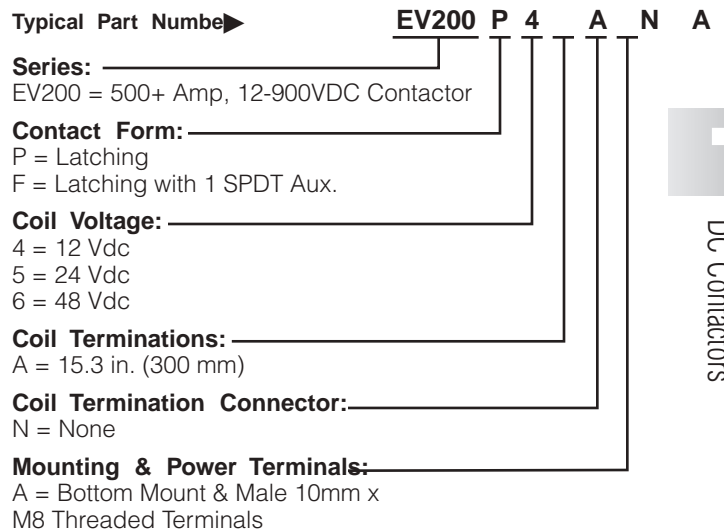 Typical Part Numbe▶ EV200 P 4 A N A
Series:
EV200 = 500+ Amp, 12-900VDC Contactor
Contact Form:
P = Latching
F = Latching with 1 SPDT Aux.
Coil Voltage:
4 = 12 Vdc
5 = 24 Vdc
6 = 48 Vdc
Coil Terminations:
A = 15.3 in. (300 mm)
Coil Termination Connector:
N = None
Mounting & Power Terminals:
A = Bottom Mount & Male 10mm x
M8 Threaded Terminals
DC Contactors